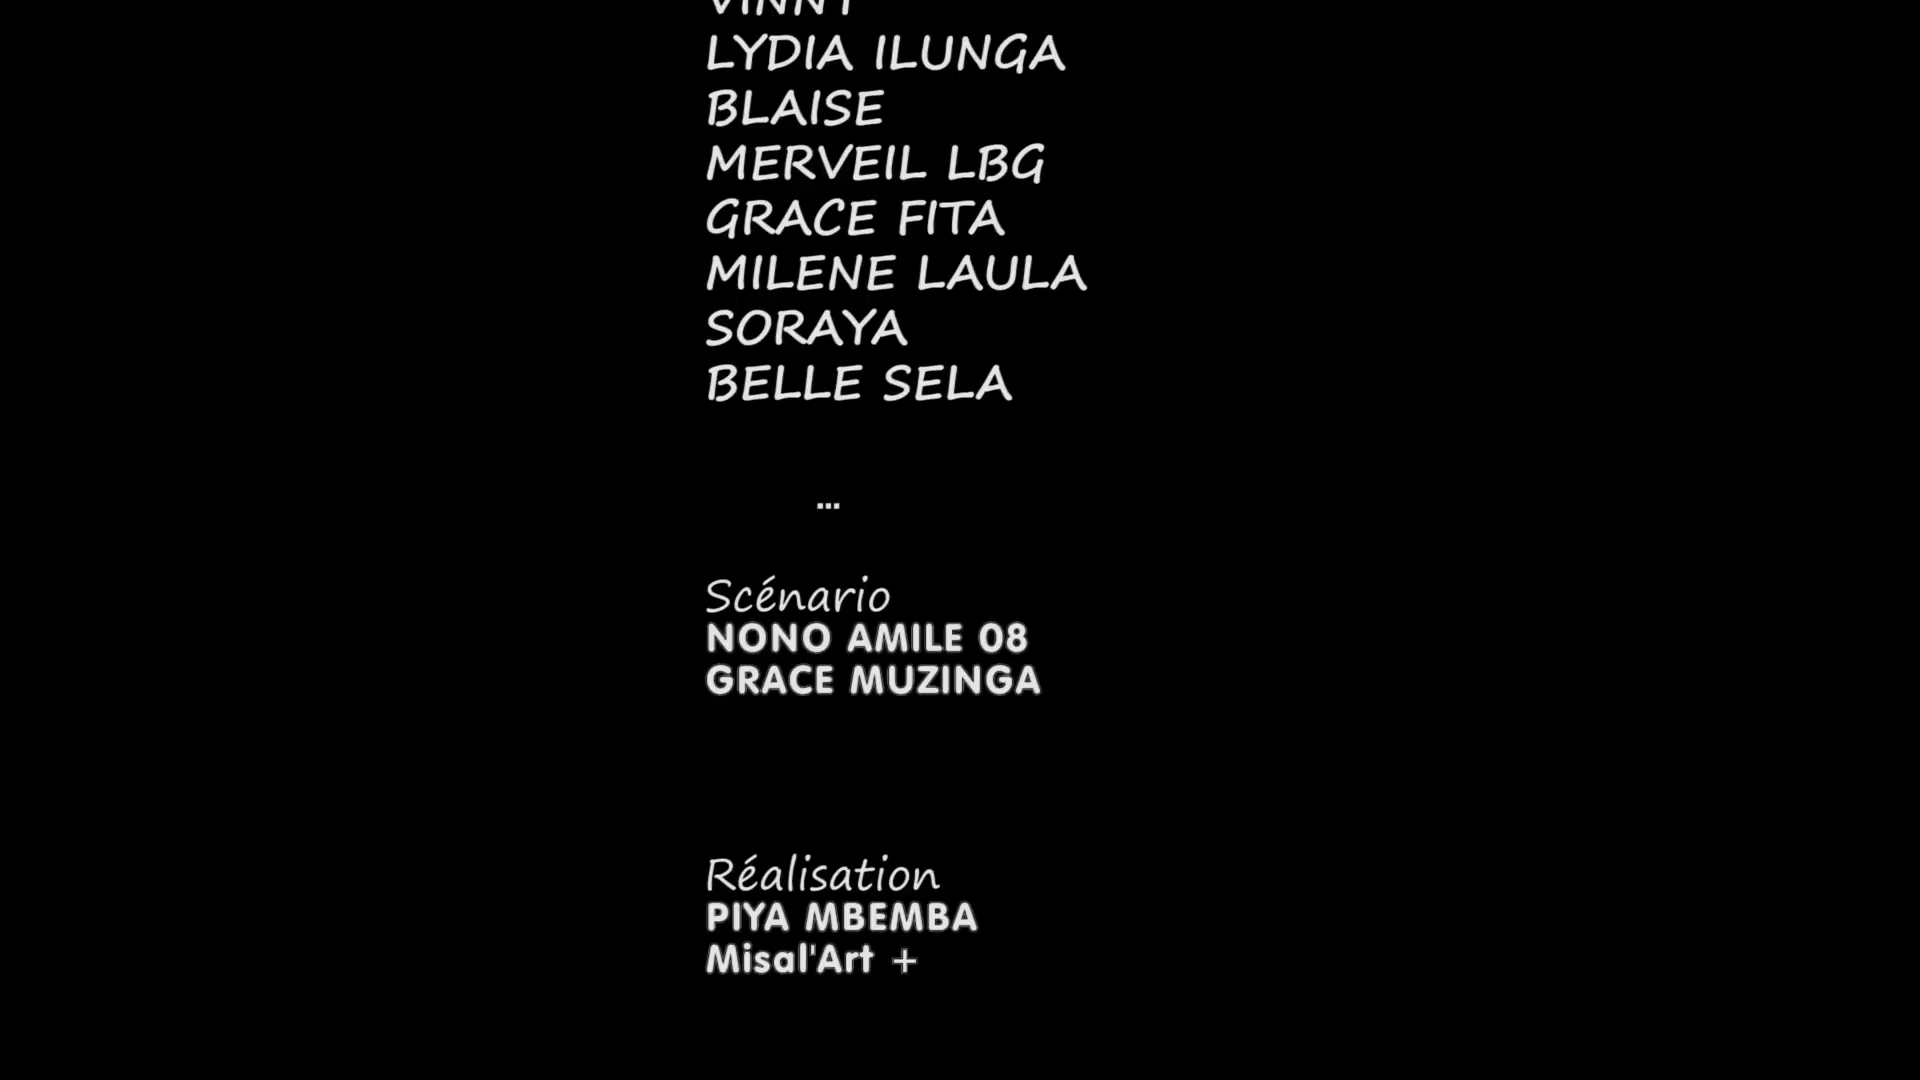 VINNY
LYDIA ILUNGA
BLAISE
MERVEIL LBG
GRACE FITA
MILENE LAULA
SORAYA
BELLE SELA
...
Scénario
NONO AMILE 08
GRACE MUZINGA
Réalisation
PIYA MBEMBA
Misal'Art +